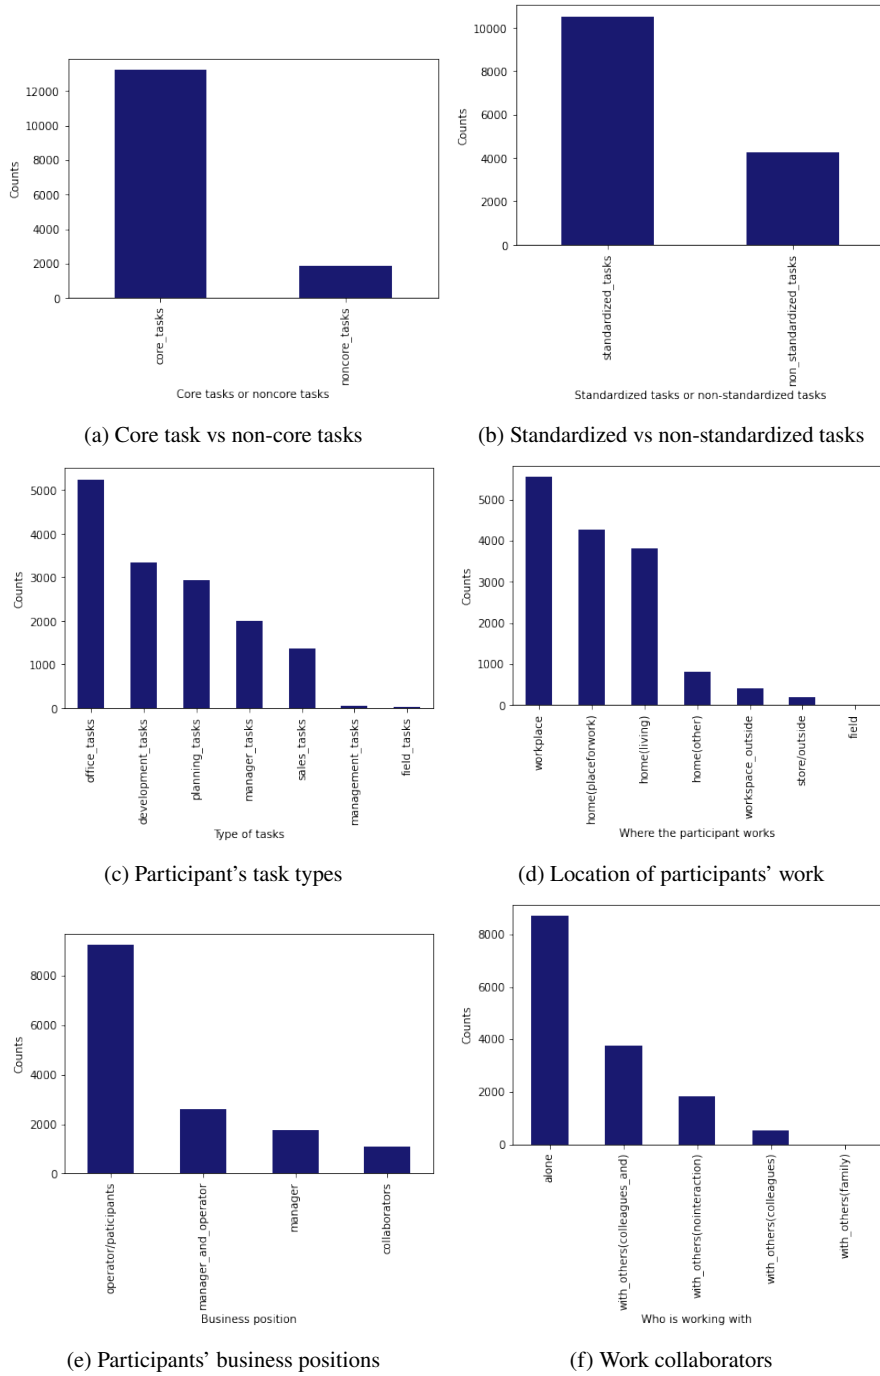 12000
10000
8000
6000
4000
2000
0
Counts
core_tasks
noncore_tasks
Core tasks or noncore tasks
(a) Core task vs non-core tasks
10000
8000
6000
4000
2000
0
Counts
standardized_tasks
non_standardized_tasks
Standardized tasks or non-standardized tasks
(b) Standardized vs non-standardized tasks
5000
4000
3000
2000
1000
0
Counts
office_tasks
development_tasks
planning_tasks
manager_tasks
sales_tasks
management_tasks
field_tasks
Type of tasks
(c) Participant's task types
5000
4000
3000
2000
1000
0
Counts
workplace
home(placeforwork)
home(living)
home(other)
workspace_outside
store/outside
field
Where the participant works
(d) Location of participants' work
8000
6000
4000
2000
0
Counts
operator/paticipants
manager_and_operator
manager
collaborators
Business position
(e) Participants' business positions
8000
6000
4000
2000
0
Counts
alone
with_others(colleagues_and)
with_others(nointeraction)
with_others(colleagues)
with_others(family)
Who is working with
(f) Work collaborators